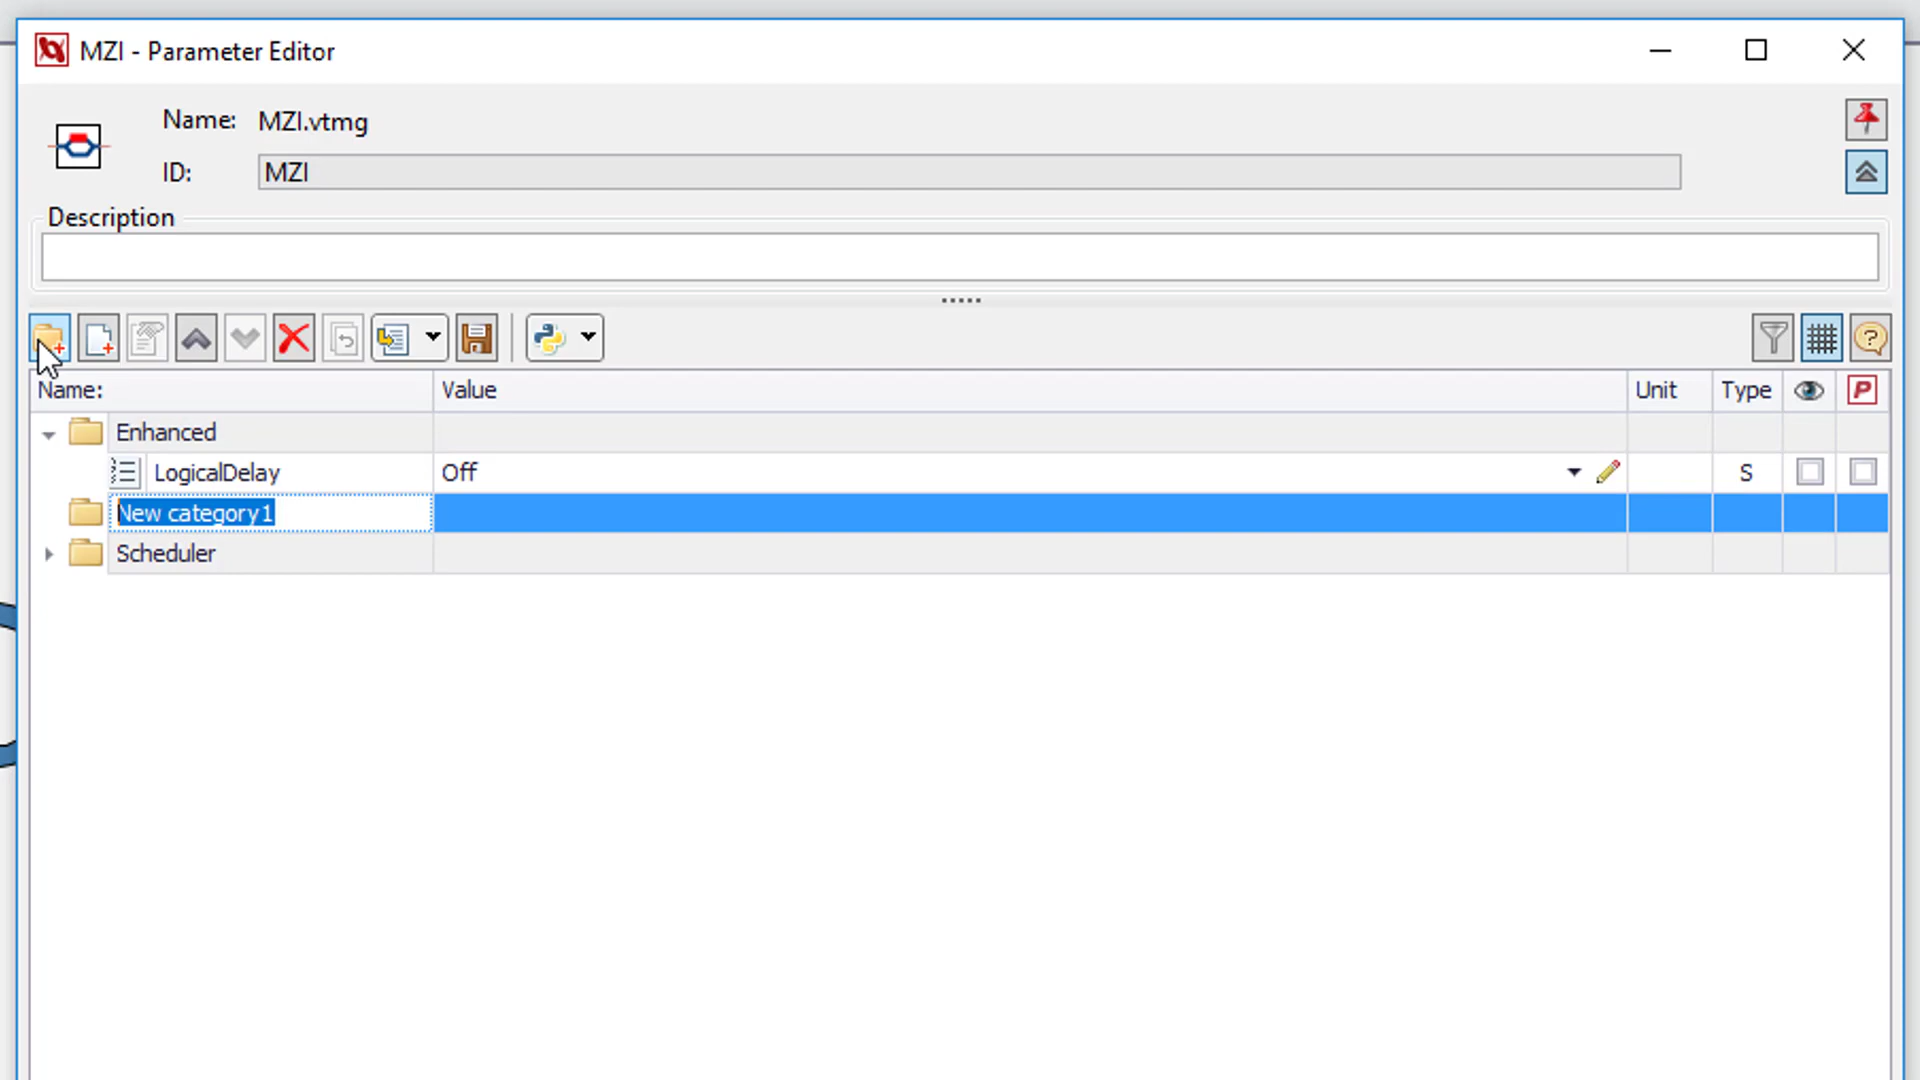 MZI - Parameter Editor
Name: MZI.vtmg
ID: MZI
Description
Name: Value Unit Type P
Enhanced
LogicalDelay Off S
New category1
Scheduler